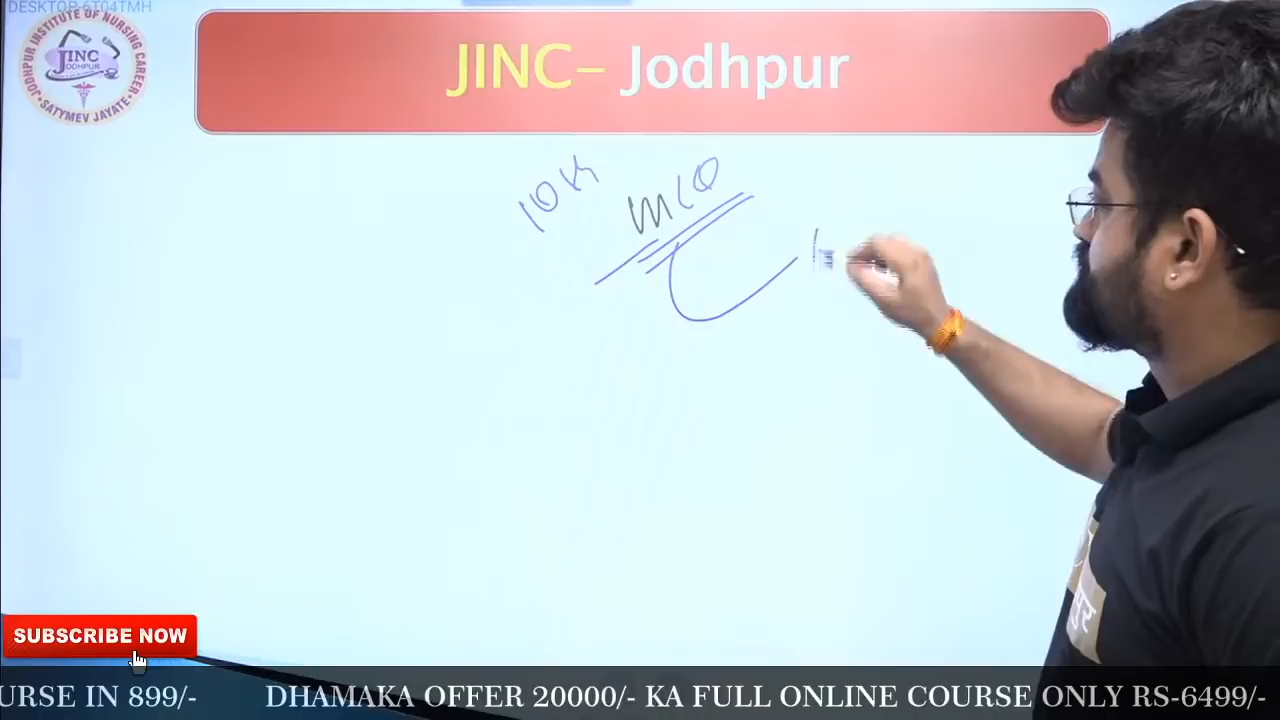 DESKTOP-6T04TMH
JODHPUR INSTITUTE OF NURSING CAREER
JINC
JODHPUR
SATYMEV JAYATE
JINC– Jodhpur
10K
MCQ
SUBSCRIBE NOW
URSE IN 899/- DHAMAKA OFFER 20000/- KA FULL ONLINE COURSE ONLY RS-6499/-